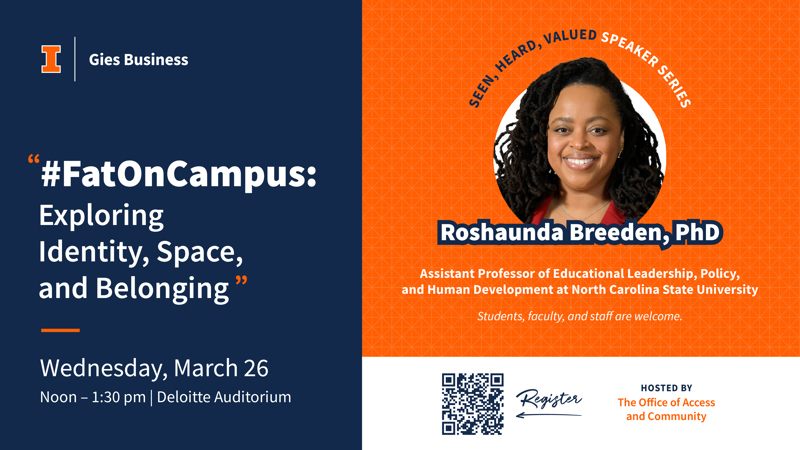 I
Gies Business
“#FatOnCampus:
Exploring
Identity, Space,
and Belonging”
Wednesday, March 26
Noon – 1:30 pm | Deloitte Auditorium
SEEN, HEARD, VALUED SPEAKER SERIES
Roshaunda Breeden, PhD
Assistant Professor of Educational Leadership, Policy,
and Human Development at North Carolina State University
Students, faculty, and staff are welcome.
Register
HOSTED BY
The Office of Access
and Community